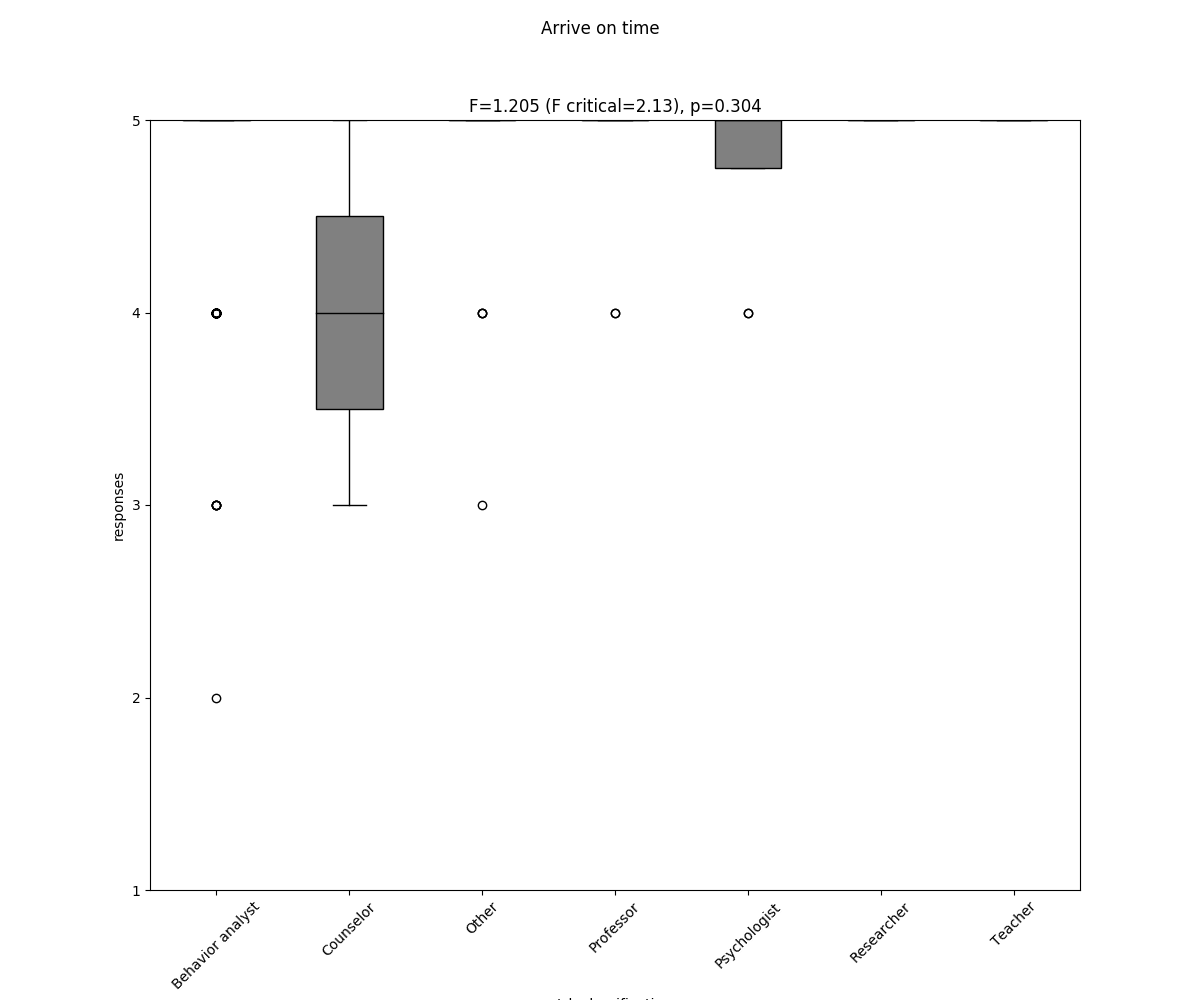 Arrive on time
F=1.205 (F critical=2.13), p=0.304
5
4
3
2
1
responses
Behavior analyst
Counselor
Other
Professor
Psychologist
Researcher
Teacher